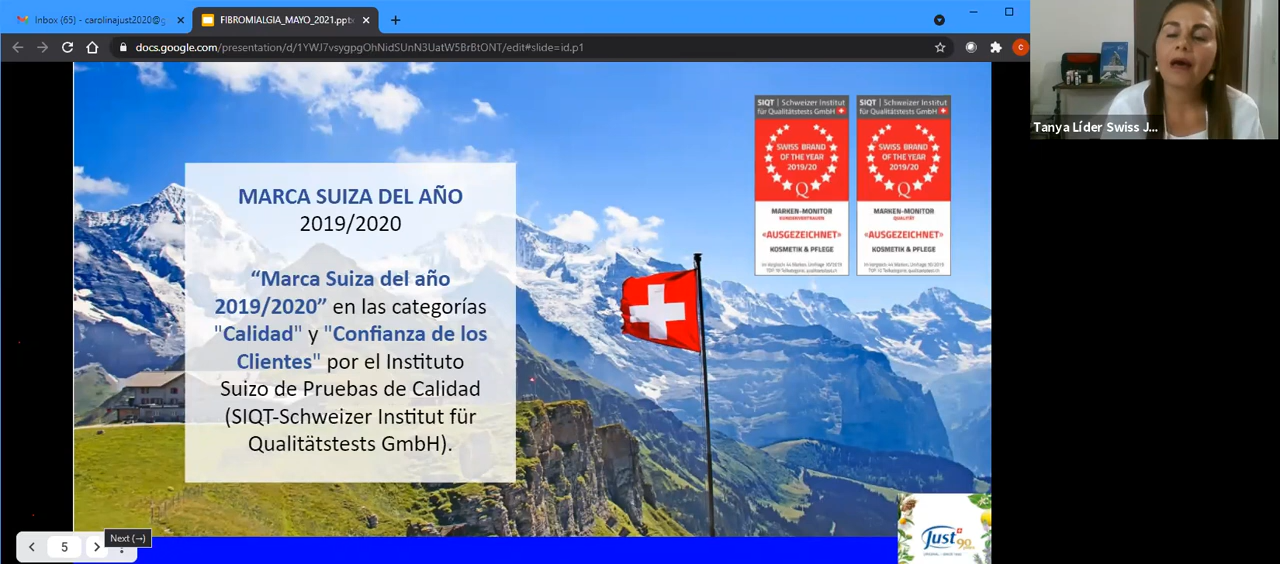 Inbox (65) - carolinajust2020@g
FIBROMIALGIA_MAYO_2021.ppt
docs.google.com/presentation/d/1YWJ7vsygpgOhNidSUnN3UatW5BrBtONT/edit#slide=id.p1
C
Tanya Líder Swiss J...
MARCA SUIZA DEL AÑO
2019/2020
“Marca Suiza del año
2019/2020” en las categorías
"Calidad" y "Confianza de los
Clientes" por el Instituto
Suizo de Pruebas de Calidad
(SIQT-Schweizer Institut für
Qualitätstests GmbH).
SIQT | Schweizer Institut
für Qualitätstests GmbH
SWISS BRAND
OF THE YEAR
2019/20
Q
MARKEN-MONITOR
KUNDENVERTRAUEN
«AUSGEZEICHNET»
KOSMETIK & PFLEGE
SIQT | Schweizer Institut
für Qualitätstests GmbH
SWISS BRAND
OF THE YEAR
2019/20
Q
MARKEN-MONITOR
QUALITÄT
«AUSGEZEICHNET»
KOSMETIK & PFLEGE
Just
90
5
Next (→)